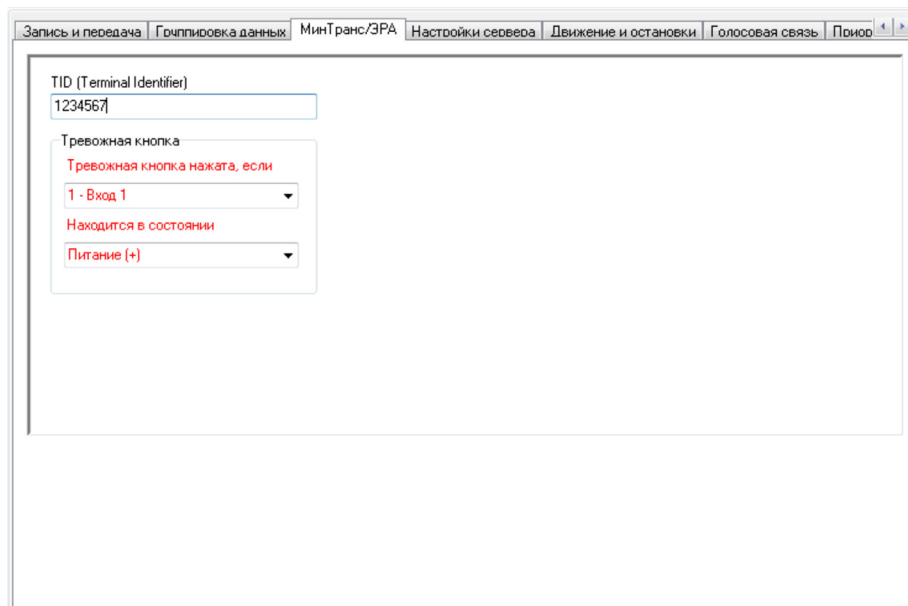 Запись и передача Группировка данных МинТранс/ЭРА Настройки сервера Движение и остановки Голосовая связь Приор
TID (Terminal Identifier)
1234567
Тревожная кнопка
Тревожная кнопка нажата, если
1 - Вход 1
Находится в состоянии
Питание (+)